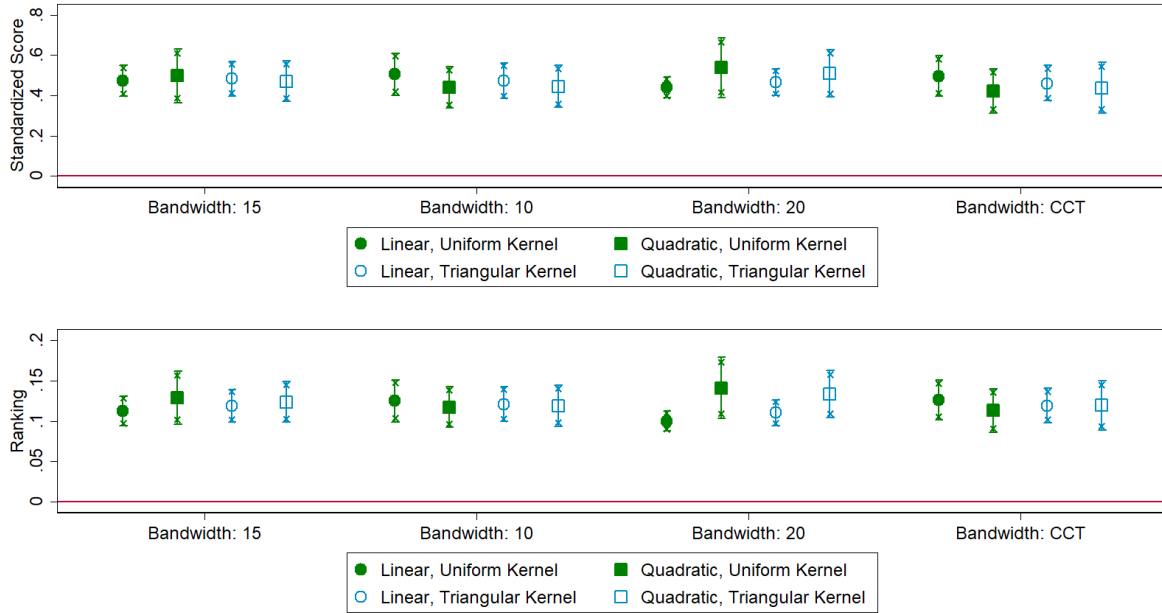 Standardized Score
.8
.6
.4
.2
0
Bandwidth: 15 Bandwidth: 10 Bandwidth: 20 Bandwidth: CCT
Linear, Uniform Kernel Quadratic, Uniform Kernel
Linear, Triangular Kernel Quadratic, Triangular Kernel
Ranking
.2
.15
.1
.05
0
Bandwidth: 15 Bandwidth: 10 Bandwidth: 20 Bandwidth: CCT
Linear, Uniform Kernel Quadratic, Uniform Kernel
Linear, Triangular Kernel Quadratic, Triangular Kernel